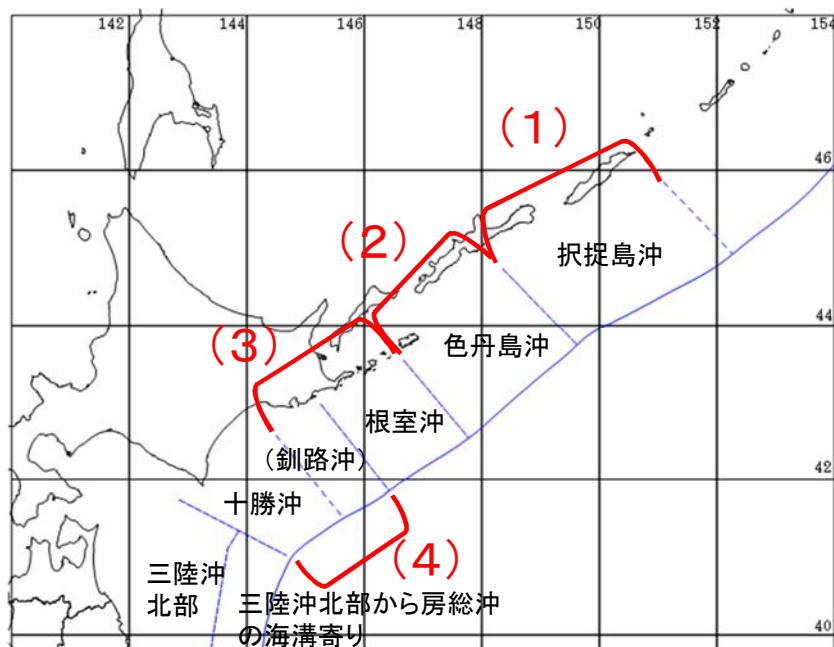 142 144 146 148 150 152 154
(1)
46
(2)
択捉島沖
44
(3)
色丹島沖
根室沖
(釧路沖)
42
十勝沖
(4)
三陸沖
北部
三陸沖北部から房総沖
の海溝寄り
40